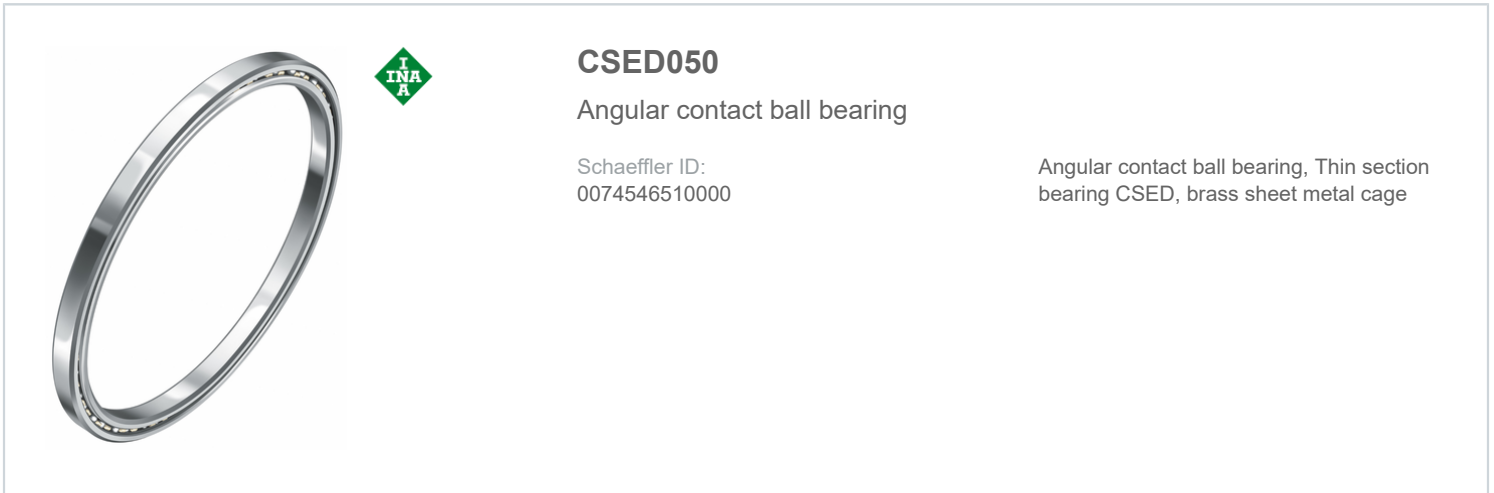 I
INA
A
CSED050
Angular contact ball bearing
Schaeffler ID:
0074546510000
Angular contact ball bearing, Thin section
bearing CSED, brass sheet metal cage